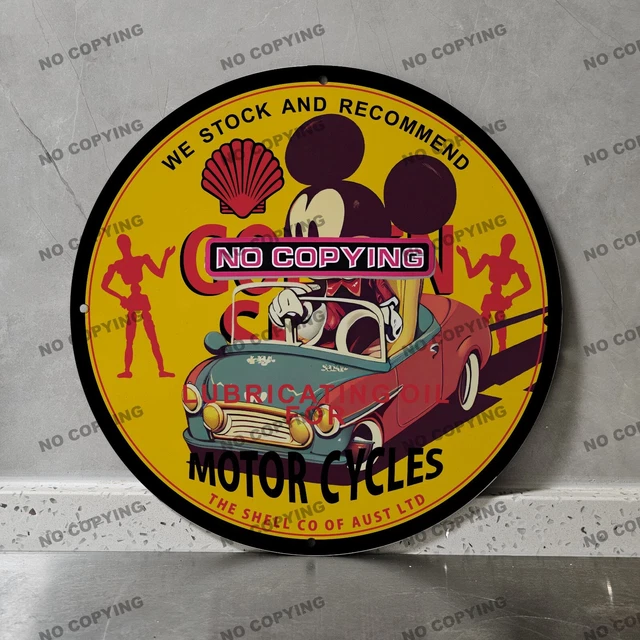 WE STOCK AND RECOMMEND
NO COPYING
LUBRICATING OIL
FOR
MOTOR CYCLES
THE SHELL CO OF AUST LTD